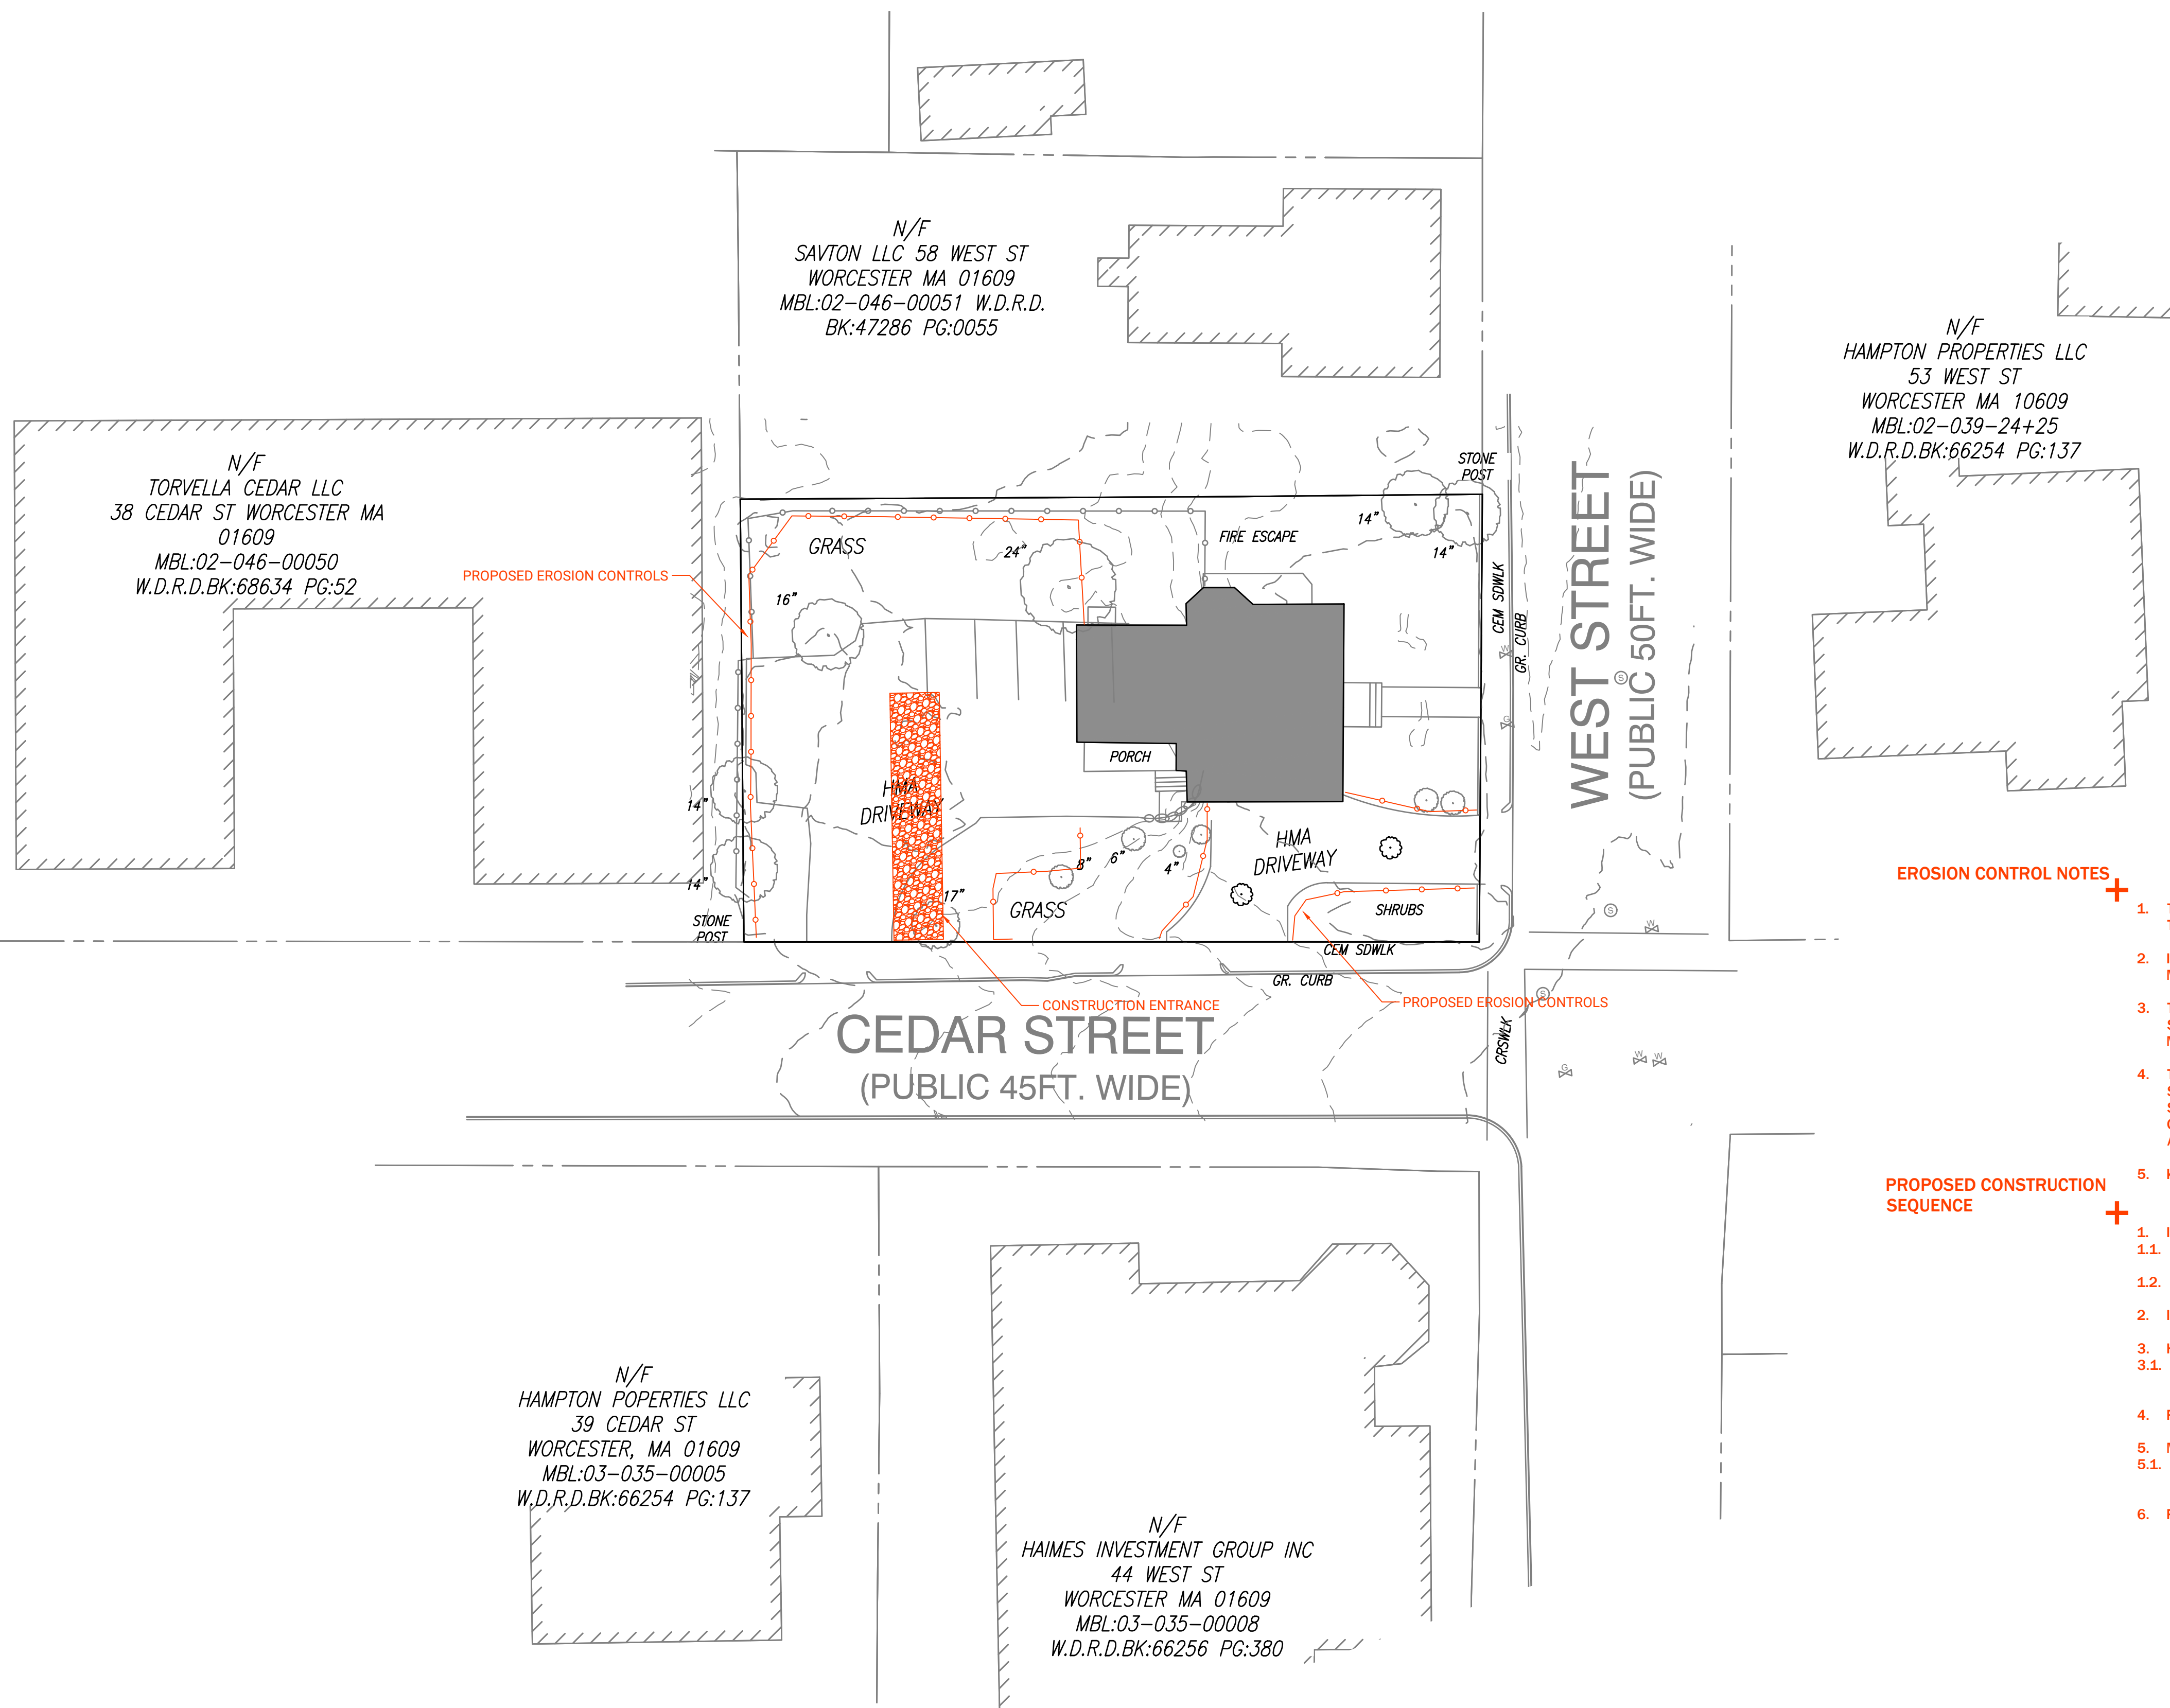 N/F
SAVTON LLC 58 WEST ST
WORCESTER MA 01609
MBL:02-046-00051 W.D.R.D.
BK:47286 PG:0055
N/F
HAMPTON PROPERTIES LLC
53 WEST ST
WORCESTER MA 10609
MBL:02-039-24+25
W.D.R.D.BK:66254 PG:137
N/F
TORVELLA CEDAR LLC
38 CEDAR ST WORCESTER MA
01609
MBL:02-046-00050
W.D.R.D.BK:68634 PG:52
PROPOSED EROSION CONTROLS
STONE
POST
14"
14"
FIRE ESCAPE
24"
GRASS
16"
CEM SDWLK
GR. CURB
WEST STREET
(PUBLIC 50FT. WIDE)
W
S
G
PORCH
HMA
DRIVEWAY
14"
14"
17"
8"
6"
4"
HMA
DRIVEWAY
GRASS
SHRUBS
STONE
POST
CEM SDWLK
GR. CURB
S
W
S
CONSTRUCTION ENTRANCE
PROPOSED EROSION CONTROLS
CEDAR STREET
(PUBLIC 45FT. WIDE)
CRSWLK
G
W
W
EROSION CONTROL NOTES
1.
2.
3.
4.
5.
PROPOSED CONSTRUCTION
SEQUENCE
1.
1.1.
1.2.
2.
3.
3.1.
4.
5.
5.1.
6.
N/F
HAMPTON POPERTIES LLC
39 CEDAR ST
WORCESTER, MA 01609
MBL:03-035-00005
W.D.R.D.BK:66254 PG:137
N/F
HAIMES INVESTMENT GROUP INC
44 WEST ST
WORCESTER MA 01609
MBL:03-035-00008
W.D.R.D.BK:66256 PG:380